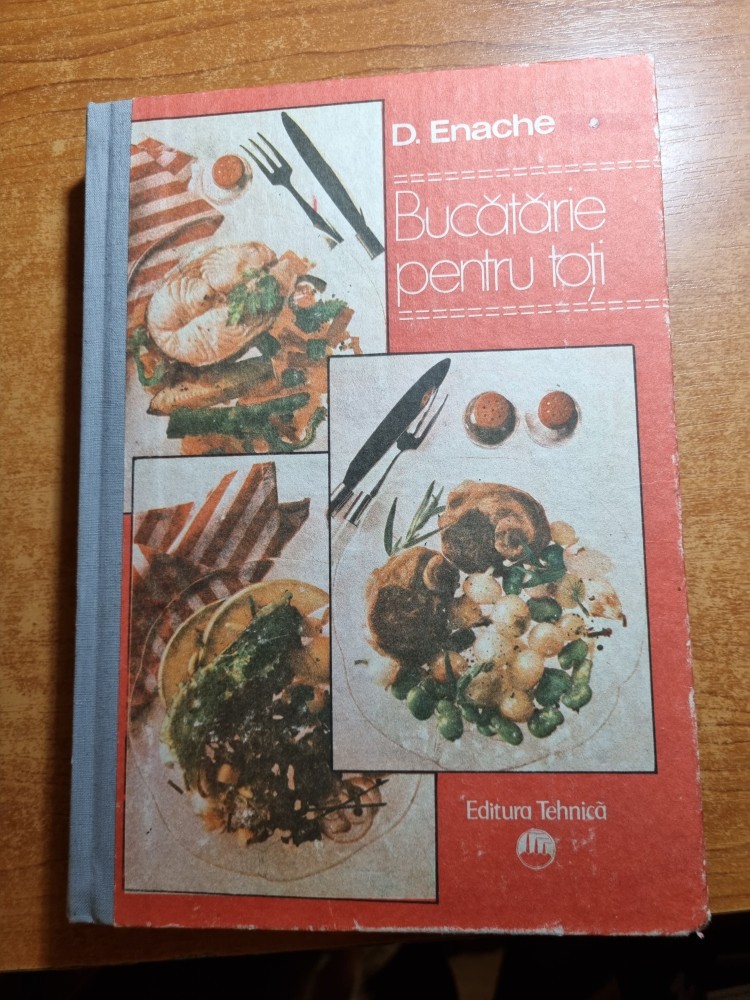 D. Enache
Bucătărie
pentru toți
Editura Tehnică